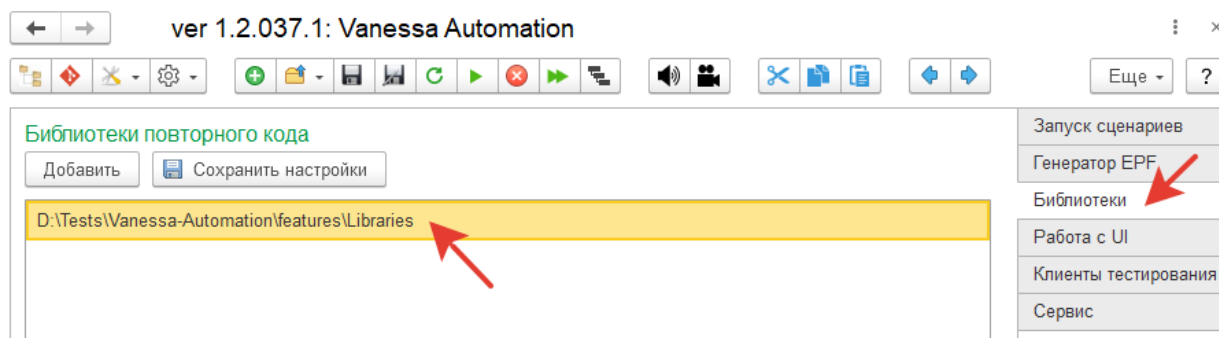 ver 1.2.037.1: Vanessa Automation
Еще ?
Библиотеки повторного кода
Добавить Сохранить настройки
D:\Tests\Vanessa-Automation\features\Libraries
Запуск сценариев
Генератор EPF
Библиотеки
Работа с UI
Клиенты тестирования
Сервис